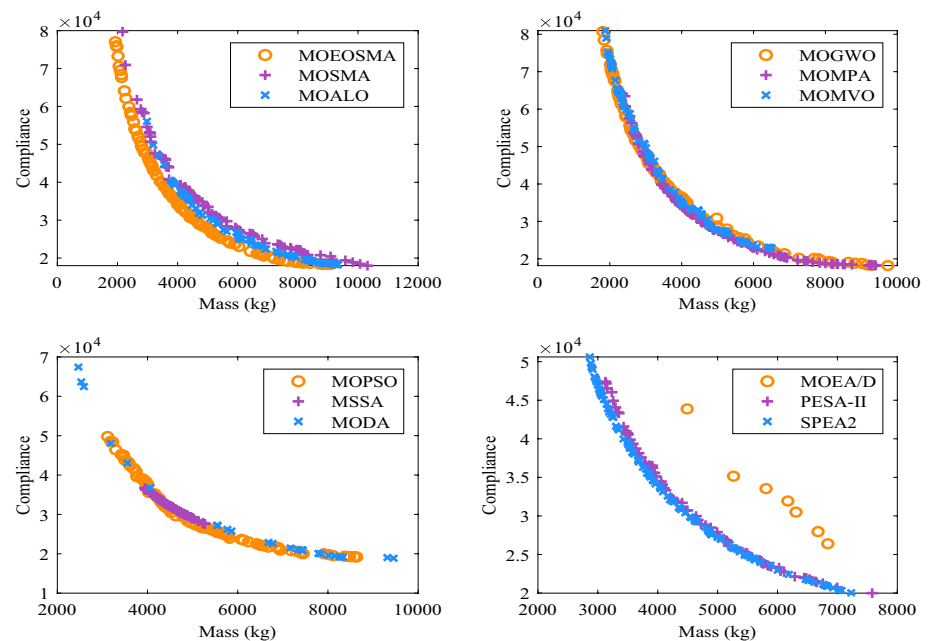 ×10⁴
8
7
6
5
4
3
2
Compliance
MOEOSMA
MOSMA
MOALO
0 2000 4000 6000 8000 10000 12000
Mass (kg)
×10⁴
8
6
4
2
Compliance
MOGWO
MOMPA
MOMVO
0 2000 4000 6000 8000 10000
Mass (kg)
×10⁴
7
6
5
4
3
2
1
Compliance
MOPSO
MSSA
MODA
2000 4000 6000 8000 10000
Mass (kg)
×10⁴
5
4.5
4
3.5
3
2.5
2
Compliance
MOEA/D
PESA-II
SPEA2
2000 3000 4000 5000 6000 7000 8000
Mass (kg)